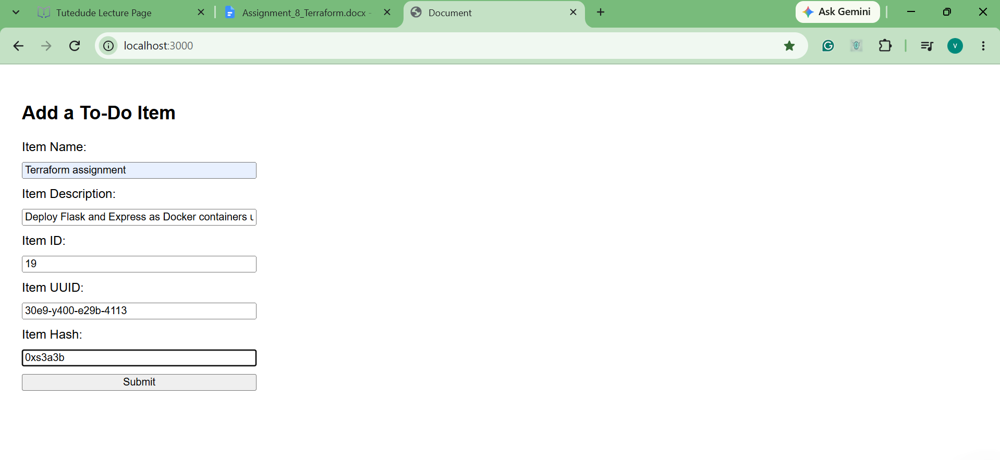 Tutedude Lecture Page
Assignment_8_Terraform.docx -
Document
Ask Gemini
localhost:3000
V
Add a To-Do Item
Item Name:
Terraform assignment
Item Description:
Deploy Flask and Express as Docker containers u
Item ID:
19
Item UUID:
30e9-y400-e29b-4113
Item Hash:
0xs3a3b
Submit